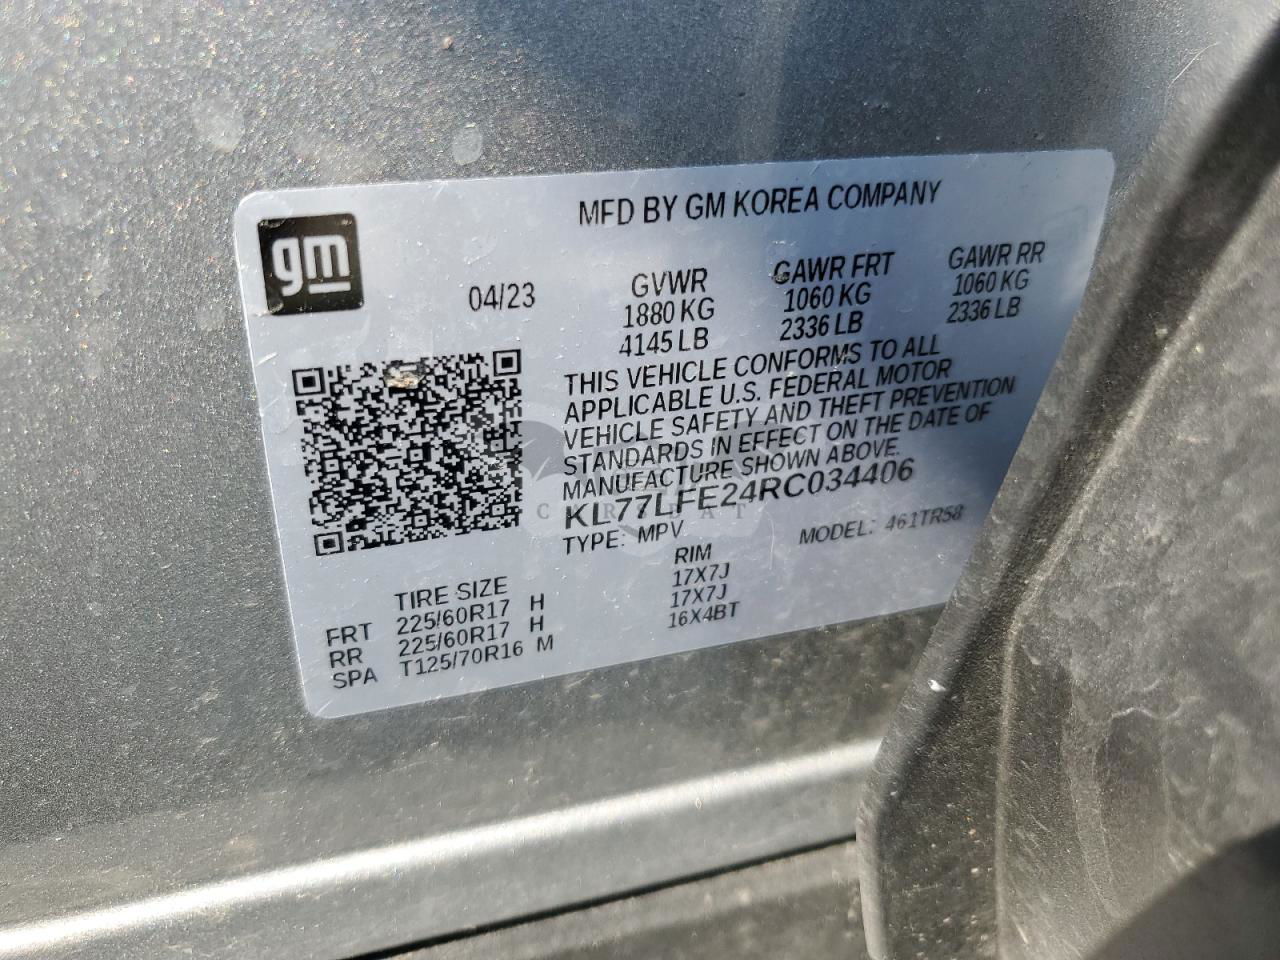 MFD BY GM KOREA COMPANY
gm
04/23
GVWR
1880 KG
4145 LB
GAWR FRT
1060 KG
2336 LB
GAWR RR
1060 KG
2336 LB
THIS VEHICLE CONFORMS TO ALL
APPLICABLE U.S. FEDERAL MOTOR
VEHICLE SAFETY AND THEFT PREVENTION
STANDARDS IN EFFECT ON THE DATE OF
MANUFACTURE SHOWN ABOVE.
KL77LFE24RC034406
TYPE: MPV MODEL: 461TR58
TIRE SIZE RIM
FRT 225/60R17 H 17X7J
RR 225/60R17 H 17X7J
SPA T125/70R16 M 16X4BT